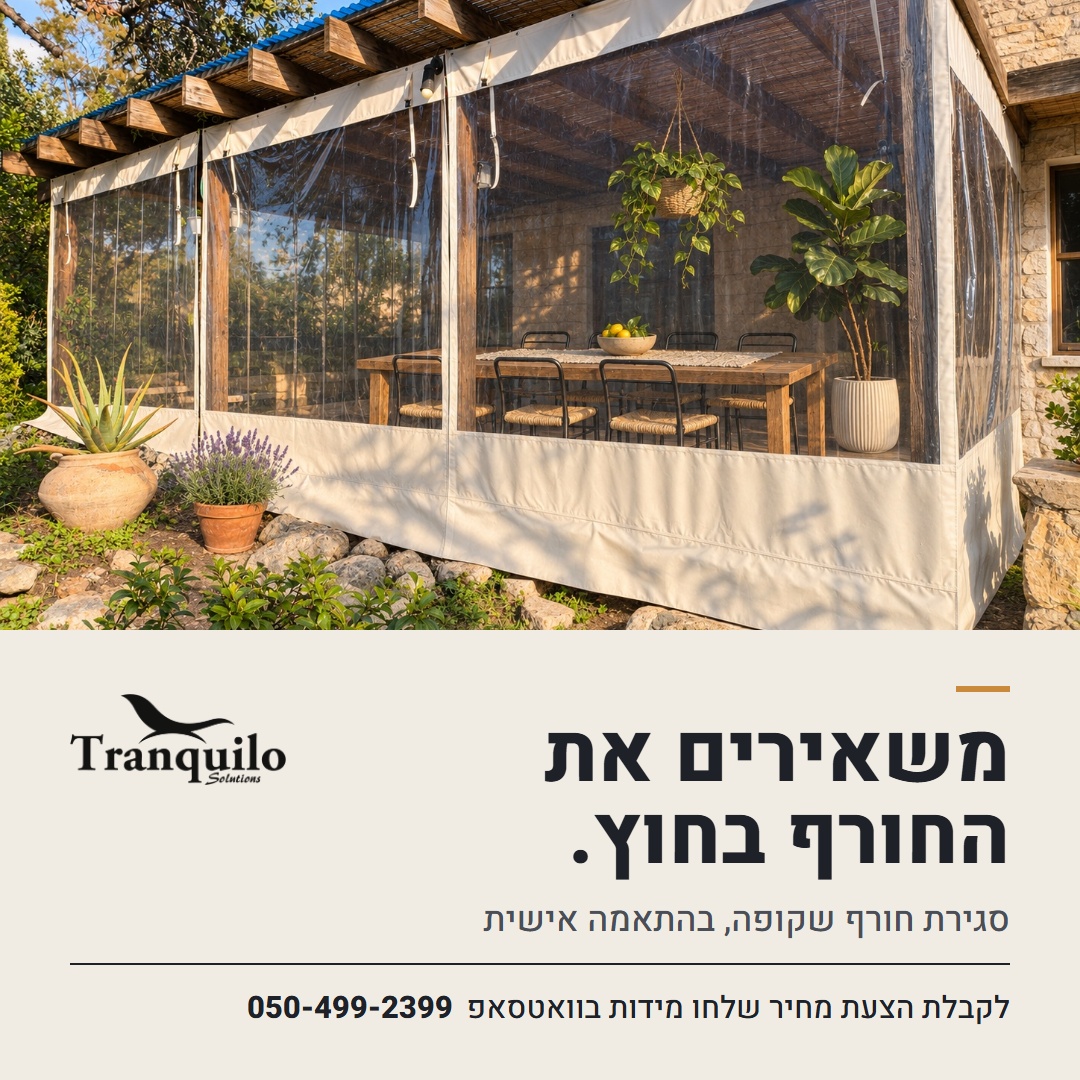 Tranquilo
Solutions
משאירים את
החורף בחוץ.
סגירת חורף שקופה, בהתאמה אישית
לקבלת הצעת מחיר שלחו מידות בוואטסאפ 050-499-2399